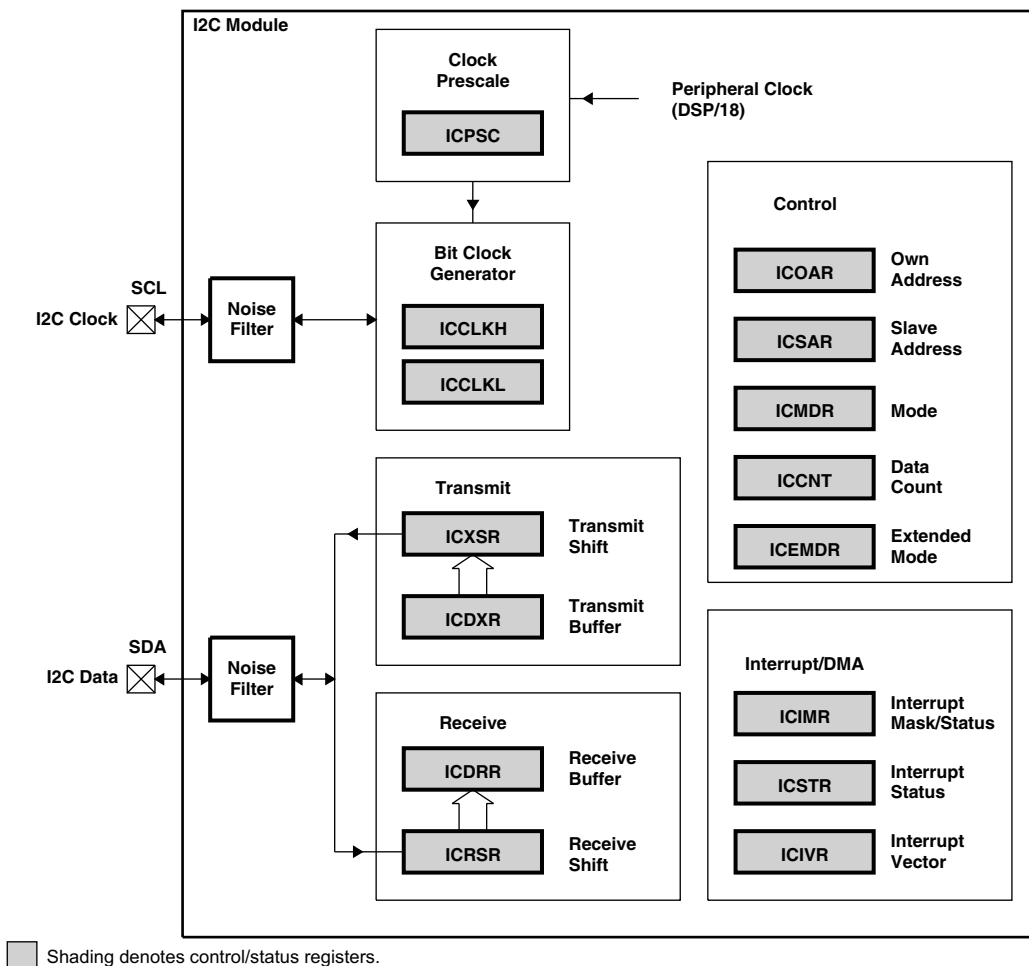 I2C Module
Clock
Prescale
ICPSC
Peripheral Clock
(DSP/18)
Bit Clock
Generator
ICCLKH
ICCLKL
SCL
I2C Clock
Noise
Filter
Control
ICOAR
Own
Address
ICSAR
Slave
Address
ICMDR
Mode
ICCNT
Data
Count
ICEMDR
Extended
Mode
Transmit
ICXSR
Transmit
Shift
ICDXR
Transmit
Buffer
SDA
I2C Data
Noise
Filter
Receive
ICDRR
Receive
Buffer
ICRSR
Receive
Shift
Interrupt/DMA
ICIMR
Interrupt
Mask/Status
ICSTR
Interrupt
Status
ICIVR
Interrupt
Vector
Shading denotes control/status registers.